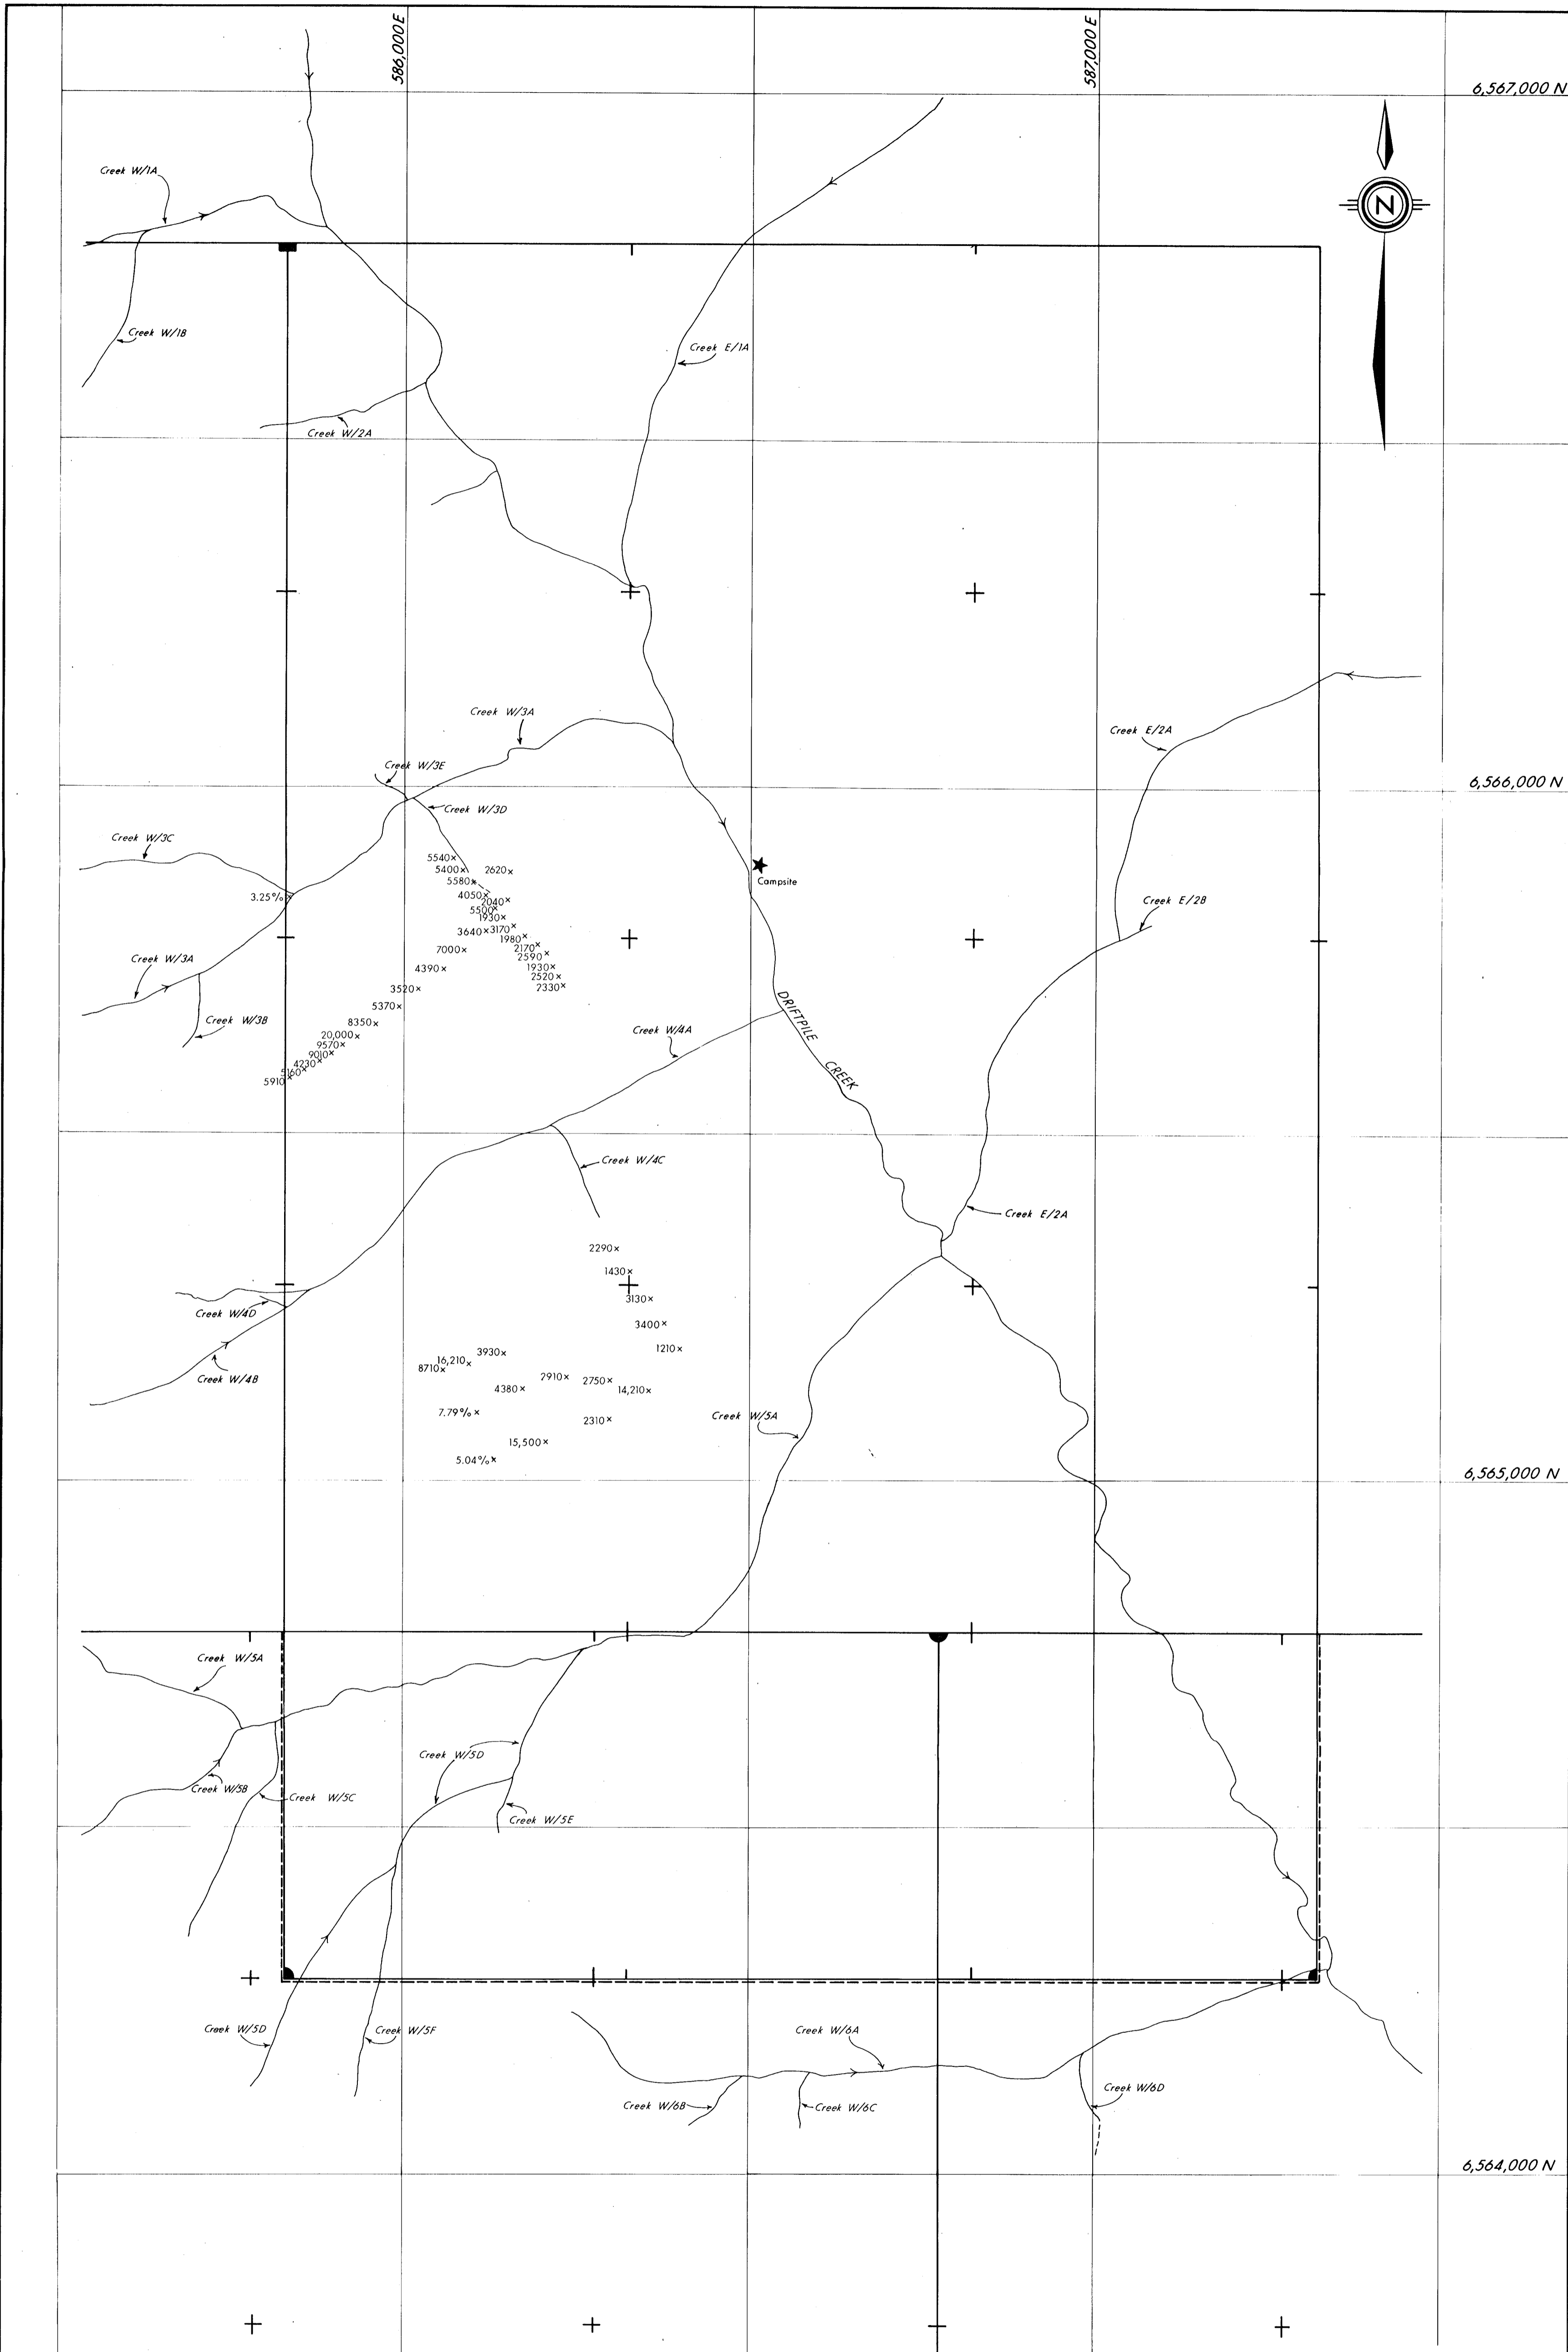 586,000 E
587,000 E
6,567,000 N
Creek W/1A
N
Creek W/1B
Creek E/1A
Creek W/2A
Creek W/3A
Creek E/2A
Creek W/3E
6,566,000 N
Creek W/3D
Creek W/3C
5540×
5400×
2620×
5580×
Campsite
3.25%×
4050×
2040×
Creek E/2B
5500×
1930×
3640×
3170×
1980×
2170×
7000×
2590×
Creek W/3A
1930×
4390×
2520×
2330×
3520×
5370×
DRIFTPILE CREEK
Creek W/3B
8350×
Creek W/4A
20,000×
9570×
9010×
4230×
5160×
5910×
Creek W/4C
Creek E/2A
2290×
1430×
3130×
Creek W/4D
3400×
1210×
3930×
16,210×
8710×
Creek W/4B
2910×
2750×
4380×
14,210×
7.79%×
2310×
Creek W/5A
15,500×
5.04%×
6,565,000 N
Creek W/5A
Creek W/5D
Creek W/5B
Creek W/5C
Creek W/5E
Creek W/5D
Creek W/5F
Creek W/6A
Creek W/6D
Creek W/6B
Creek W/6C
6,564,000 N